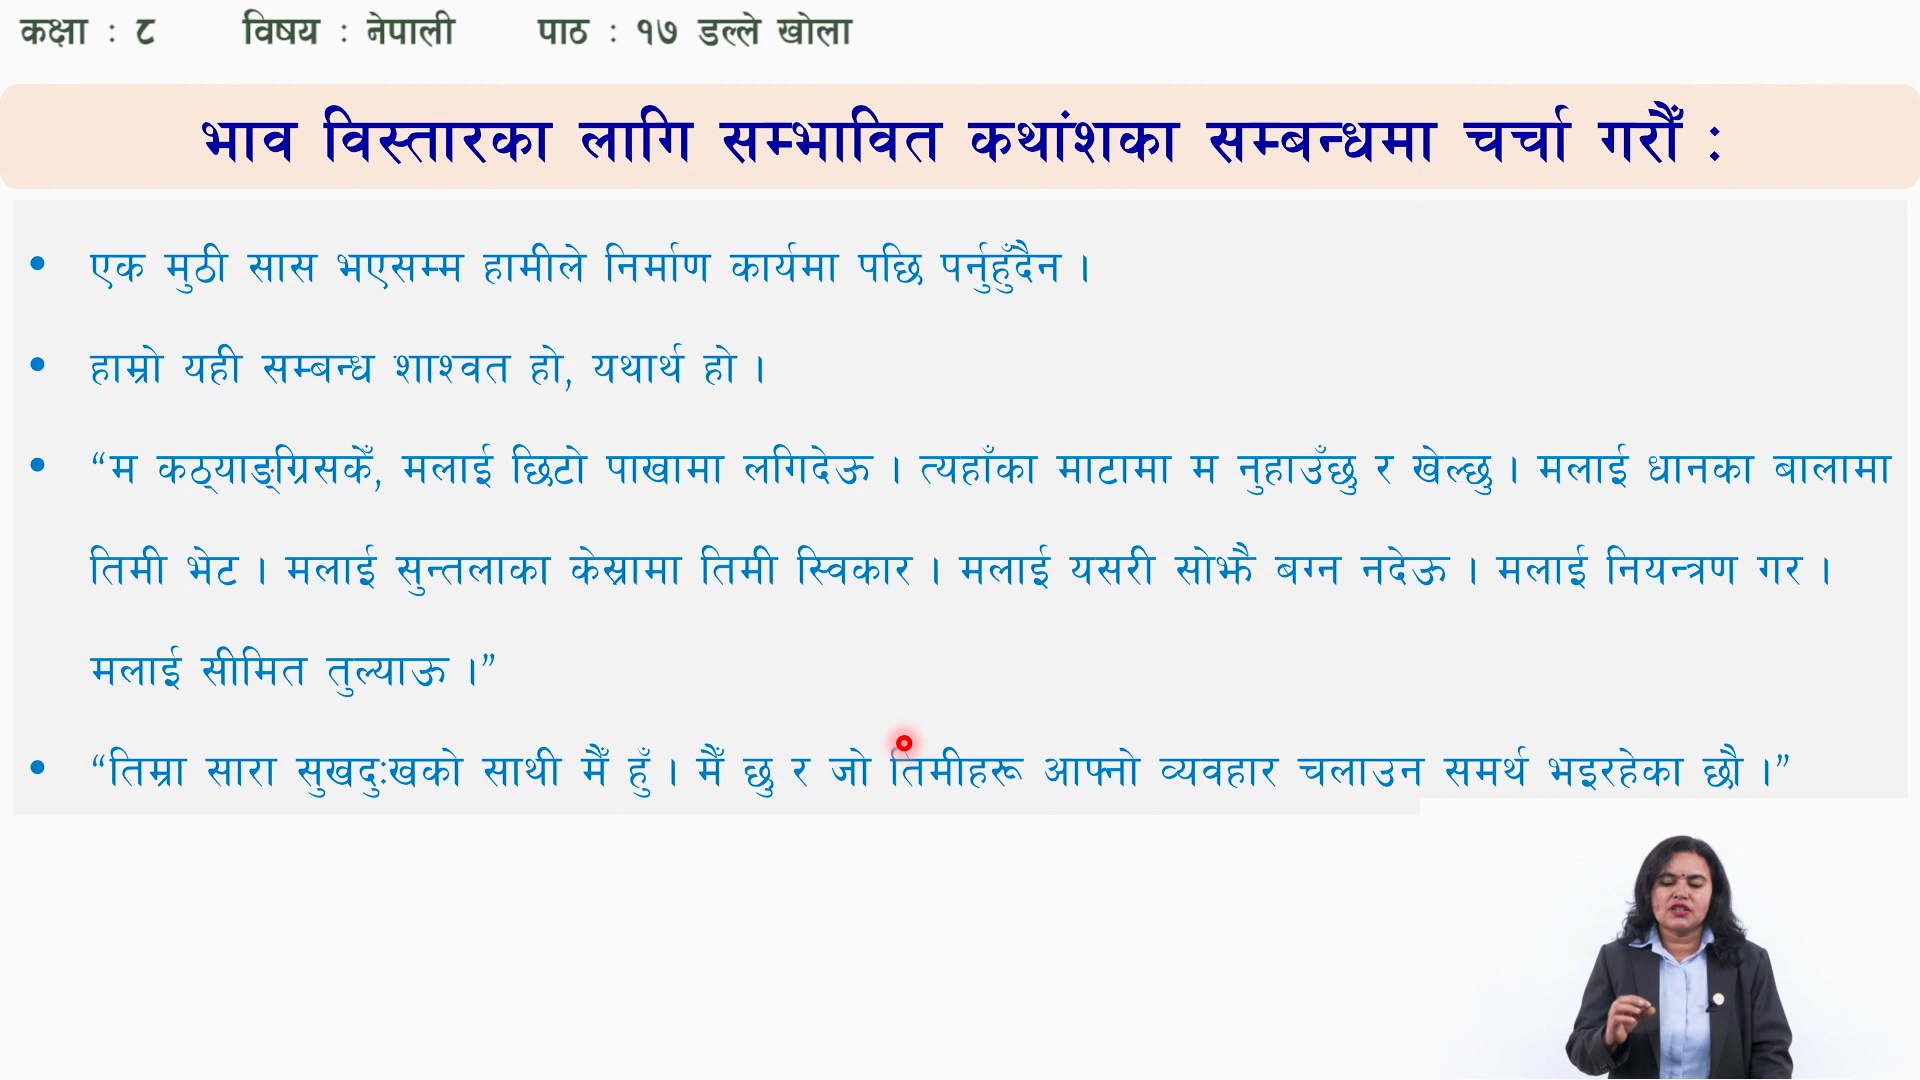 कक्षा : ८ विषय : नेपाली पाठ : १७ डल्ले खोला
भाव विस्तारका लागि सम्भावित कथांशका सम्बन्धमा चर्चा गरौँ :
• एक मुठी सास भएसम्म हामीले निर्माण कार्यमा पछि पर्नुहुँदैन ।
• हाम्रो यही सम्बन्ध शाश्वत हो, यथार्थ हो ।
• “म कठ्याङ्ग्रिसकेँ, मलाई छिटो पाखामा लगिदेऊ । त्यहाँका माटामा म नुहाउँछु र खेल्छु । मलाई धानका बालामा
तिमी भेट । मलाई सुन्तलाका केस्रामा तिमी स्विकार । मलाई यसरी सोझै बग्न नदेऊ । मलाई नियन्त्रण गर ।
मलाई सीमित तुल्याऊ ।”
• “तिम्रा सारा सुखदुःखको साथी मैँ हुँ । मैँ छु र जो तिमीहरू आफ्नो व्यवहार चलाउन समर्थ भइरहेका छौ ।”